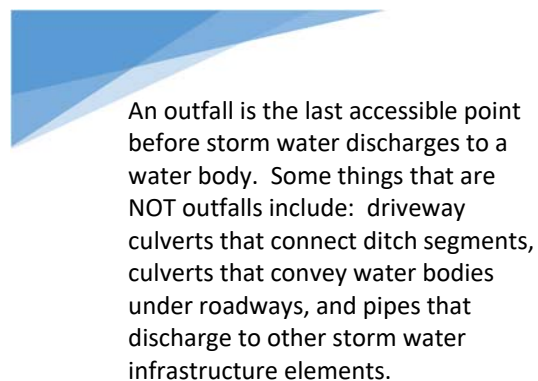 An outfall is the last accessible point
before storm water discharges to a
water body.  Some things that are
NOT outfalls include:  driveway
culverts that connect ditch segments,
culverts that convey water bodies
under roadways, and pipes that
discharge to other storm water
infrastructure elements.